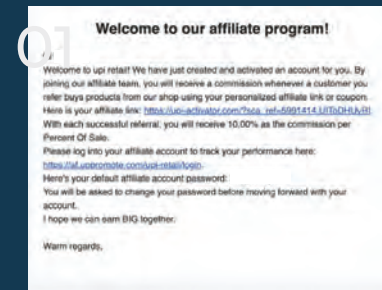 01
Welcome to our affiliate program!
Welcome to upi retail! We have just created and activated an account for you. By
joining our affiliate team, you will receive a commission whenever a customer you
refer buys products from our shop using your personalized affiliate link or coupon.
Here is your affiliate link:
With each successful referral, you will receive 10.00% as the commission per
Percent Of Sale.
Please log into your affiliate account to track your performance here:
https://af.uppromote.com/upi-retail/login.
Here's your default affiliate account password:
You will be asked to change your password before moving forward with your
account.
I hope we can earn BIG together.
Warm regards,